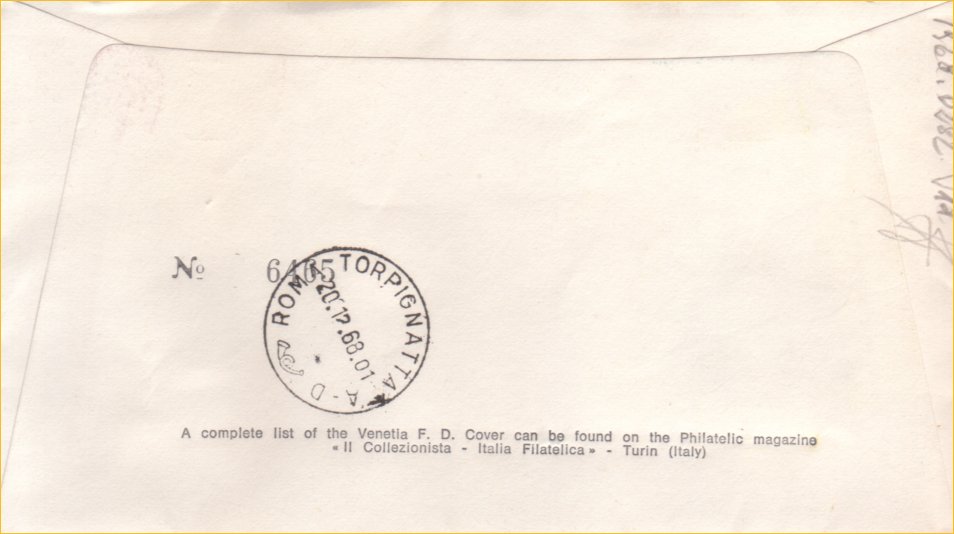 Nº 6465
ROMA TORPIGNATTA
20.12.68.01
A-D
A complete list of the Venetia F. D. Cover can be found on the Philatelic magazine
« Il Collezionista - Italia Filatelica » - Turin (Italy)